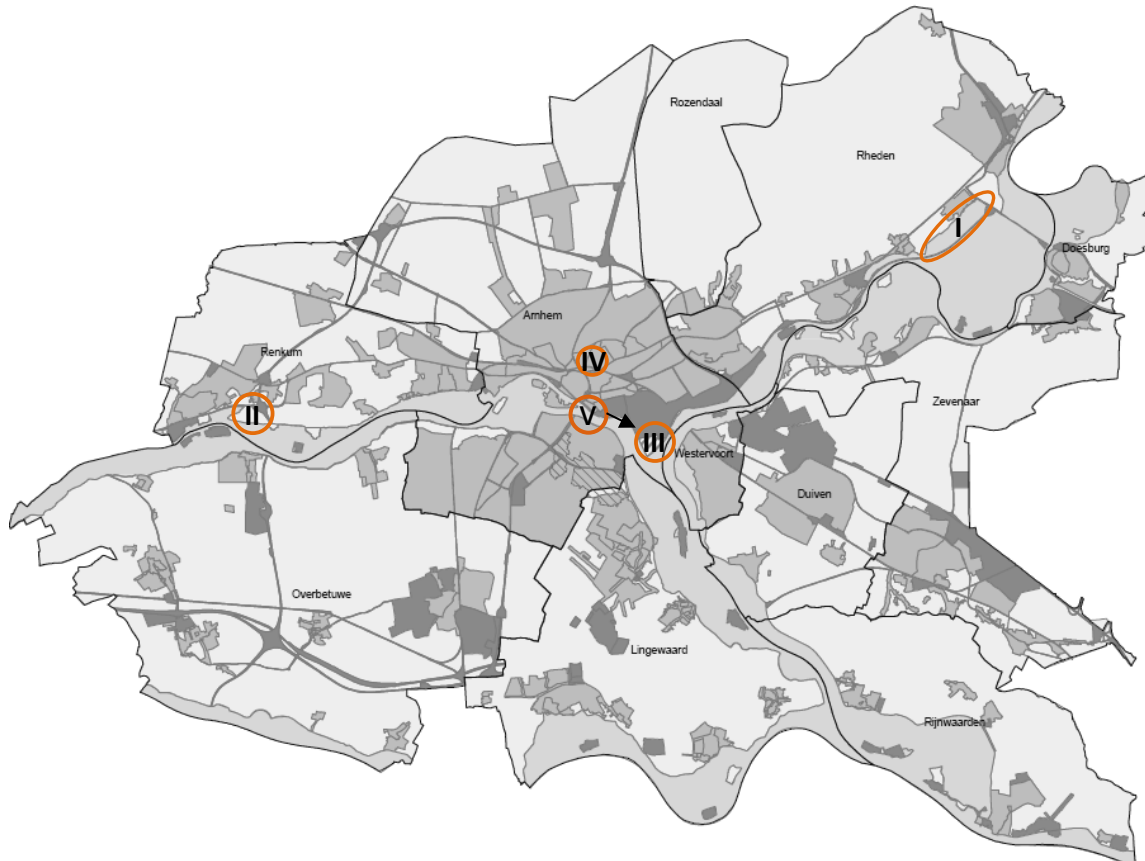 Rozendaal
Rheden
I
Doesburg
Arnhem
Renkum
IV
II
V
III
Westervoort
Zevenaar
Duiven
Overbetuwe
Lingewaard
Rijnwaarden